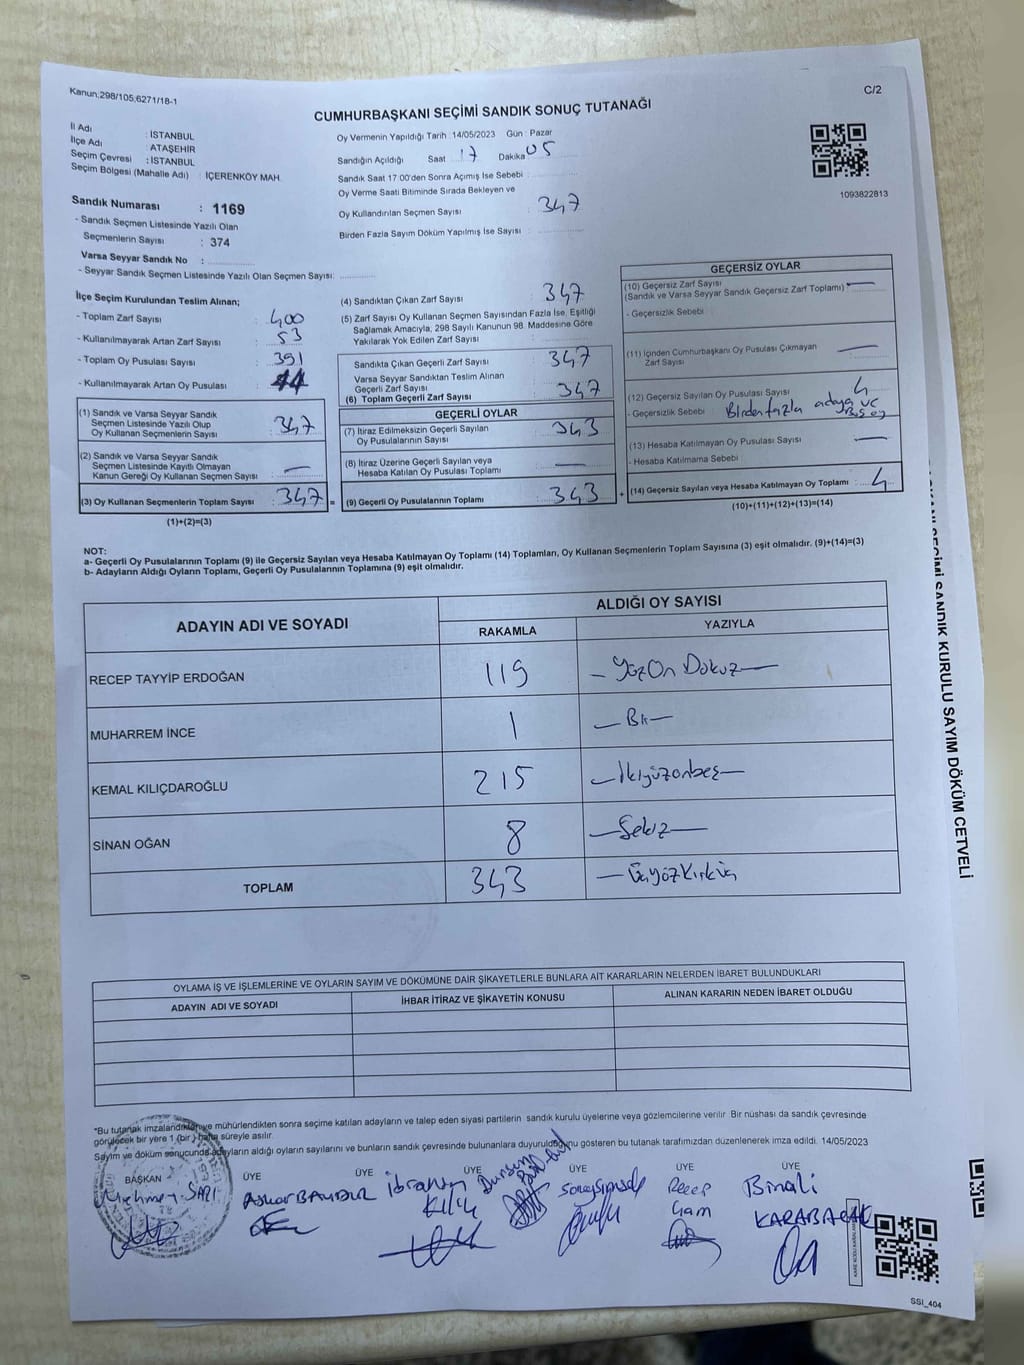 Kanun:298/105,6271/18-1
C/2
CUMHURBAŞKANI SEÇİMİ SANDIK SONUÇ TUTANAĞI
İl Adı : İSTANBUL
İlçe Adı : ATAŞEHİR
Seçim Çevresi : İSTANBUL
Seçim Bölgesi (Mahalle Adı) : İÇERENKÖY MAH.
Oy Vermenin Yapıldığı Tarih : 14/05/2023 Gün : Pazar
Sandığın Açıldığı Saat 17 Dakika 05
Sandık Saat 17:00'den Sonra Açımış İse Sebebi :
Oy Verme Saati Bitiminde Sırada Bekleyen ve
Oy Kullandırılan Seçmen Sayısı : 347
Birden Fazla Sayım Döküm Yapılmış İse Sayısı :
1093822813
Sandık Numarası : 1169
- Sandık Seçmen Listesinde Yazılı Olan
Seçmenlerin Sayısı : 374
Varsa Seyyar Sandık No :
- Seyyar Sandık Seçmen Listesinde Yazılı Olan Seçmen Sayısı:
İlçe Seçim Kurulundan Teslim Alınan;
- Toplam Zarf Sayısı : 400
- Kullanılmayarak Artan Zarf Sayısı : 53
- Toplam Oy Pusulası Sayısı : 391
- Kullanılmayarak Artan Oy Pusulası : 44
(1) Sandık ve Varsa Seyyar Sandık
Seçmen Listesinde Yazılı Olup
Oy Kullanan Seçmenlerin Sayısı : 347
(2) Sandık ve Varsa Seyyar Sandık
Seçmen Listesinde Kayıtlı Olmayan
Kanun Gereği Oy Kullanan Seçmen Sayısı : —
(3) Oy Kullanan Seçmenlerin Toplam Sayısı : 347 =
(1)+(2)=(3)
(4) Sandıktan Çıkan Zarf Sayısı : 347
(5) Zarf Sayısı Oy Kullanan Seçmen Sayısından Fazla İse, Eşitliği
Sağlamak Amacıyla, 298 Sayılı Kanunun 98. Maddesine Göre
Yakılarak Yok Edilen Zarf Sayısı :
Sandıkta Çıkan Geçerli Zarf Sayısı : 347
Varsa Seyyar Sandıktan Teslim Alınan
Geçerli Zarf Sayısı :
(6) Toplam Geçerli Zarf Sayısı : 347
GEÇERLİ OYLAR
(7) İtiraz Edilmeksizin Geçerli Sayılan
Oy Pusulalarının Sayısı : 343
(8) İtiraz Üzerine Geçerli Sayılan veya
Hesaba Katılan Oy Pusulası Toplamı : —
(9) Geçerli Oy Pusulalarının Toplamı : 343 +
GEÇERSİZ OYLAR
(10) Geçersiz Zarf Sayısı
(Sandık ve Varsa Seyyar Sandık Geçersiz Zarf Toplamı) : —
- Geçersizlik Sebebi :
(11) İçinden Cumhurbaşkanı Oy Pusulası Çıkmayan
Zarf Sayısı : —
(12) Geçersiz Sayılan Oy Pusulası Sayısı : 4
- Geçersizlik Sebebi : Birden fazla adaya ve
Boş oy
(13) Hesaba Katılmayan Oy Pusulası Sayısı : —
- Hesaba Katılmama Sebebi :
(14) Geçersiz Sayılan veya Hesaba Katılmayan Oy Toplamı : 4
(10)+(11)+(12)+(13)=(14)
NOT:
a- Geçerli Oy Pusulalarının Toplamı (9) ile Geçersiz Sayılan veya Hesaba Katılmayan Oy Toplamı (14) Toplamları, Oy Kullanan Seçmenlerin Toplam Sayısına (3) eşit olmalıdır. (9)+(14)=(3)
b- Adayların Aldığı Oyların Toplamı, Geçerli Oy Pusulalarının Toplamına (9) eşit olmalıdır.
ADAYIN ADI VE SOYADI
ALDIĞI OY SAYISI
RAKAMLA YAZIYLA
RECEP TAYYİP ERDOĞAN 119 — YüzOn Dokuz —
MUHARREM İNCE 1 — Bir —
KEMAL KILIÇDAROĞLU 215 — İkiyüzonbeş —
SİNAN OĞAN 8 — Sekiz —
TOPLAM 343 — ÜçyüzKırküç
OYLAMA İŞ VE İŞLEMLERİNE VE OYLARIN SAYIM VE DÖKÜMÜNE DAİR ŞİKAYETLERLE BUNLARA AİT KARARLARIN NELERDEN İBARET BULUNDUKLARI
ADAYIN ADI VE SOYADI İHBAR İTİRAZ VE ŞİKAYETİN KONUSU ALINAN KARARIN NEDEN İBARET OLDUĞU
*Bu tutanak imzalandıktan ve mühürlendikten sonra seçime katılan adayların ve talep eden siyasi partilerin sandık kurulu üyelerine veya gözlemcilerine verilir. Bir nüshası da sandık çevresinde
görülecek bir yere 1 (bir) hafta süreyle asılır.
Sayım ve döküm sonucunda adayların aldığı oyların sayılarını ve bunların sandık çevresinde bulunanlara duyurulduğunu gösteren bu tutanak tarafımızdan düzenlenerek imza edildi. 14/05/2023
BAŞKAN ÜYE ÜYE ÜYE ÜYE ÜYE ÜYE
Mehmet SARI
İbrahim
KILIÇ
Dursun
Recep
Binali
KARABACAK
SSI_404
SANDIK KURULU SAYIM DÖKÜM CETVELİ